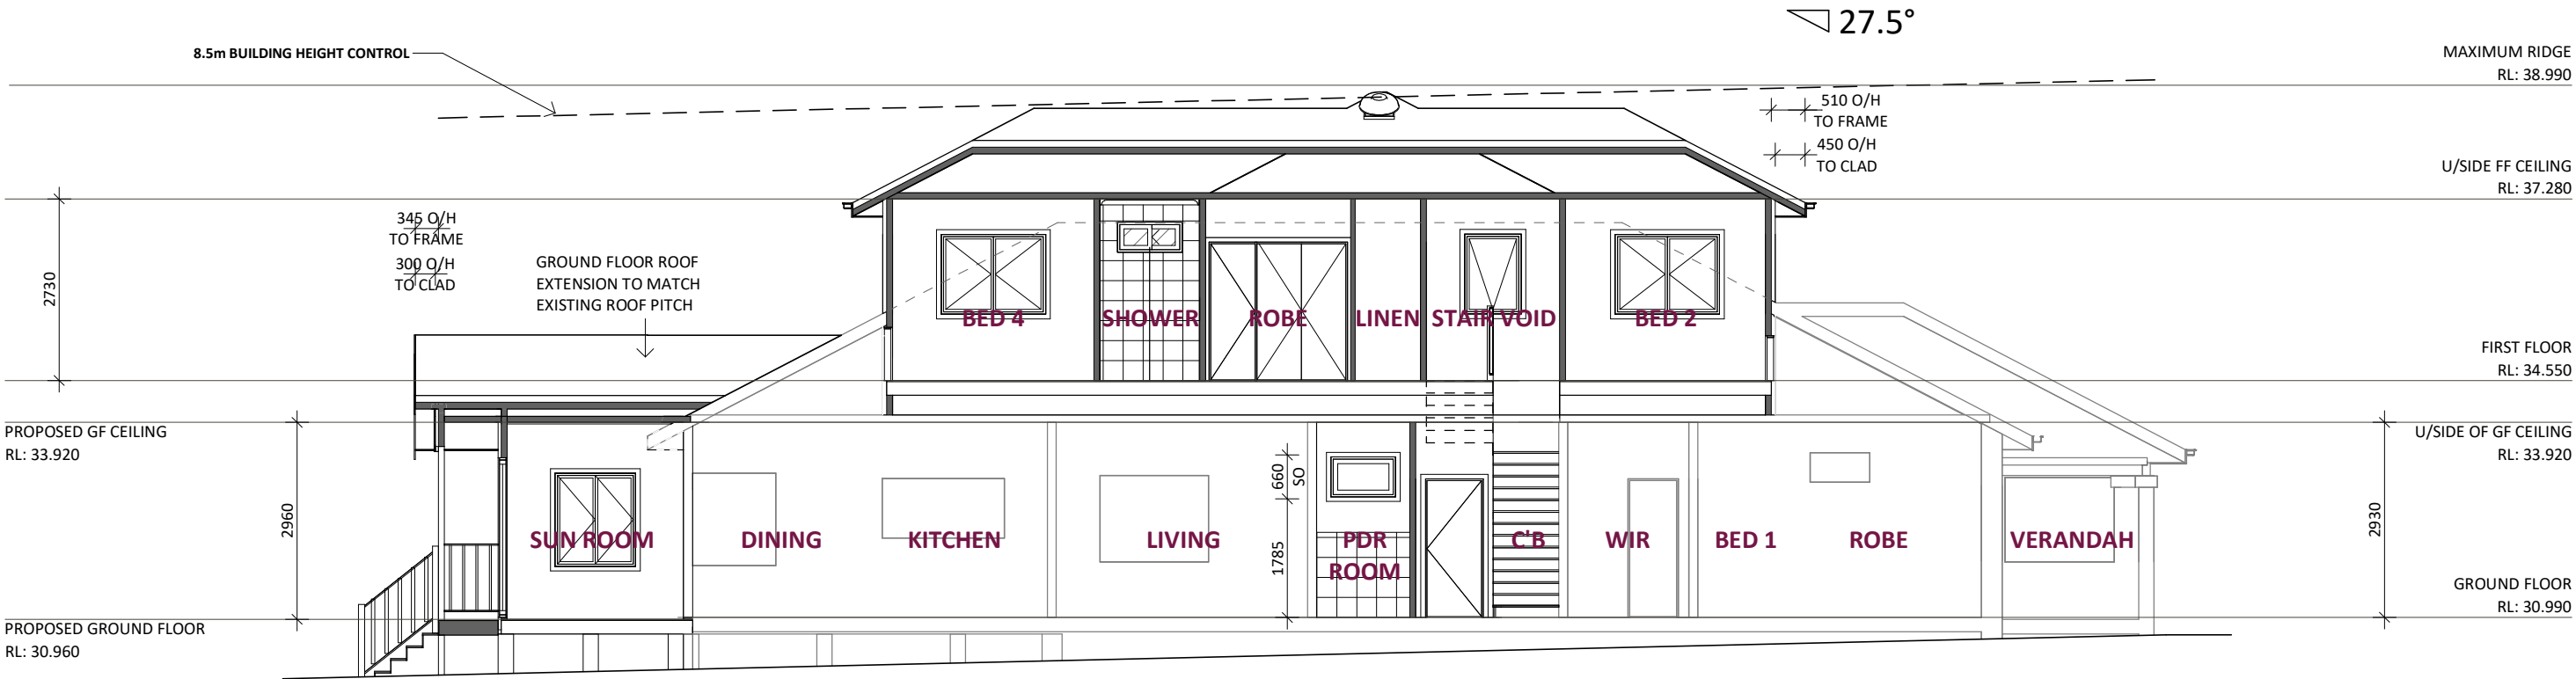 27.5°
8.5m BUILDING HEIGHT CONTROL
MAXIMUM RIDGE
RL: 38.990
510 O/H
TO FRAME
450 O/H
TO CLAD
U/SIDE FF CEILING
RL: 37.280
345 O/H
TO FRAME
300 O/H
TO CLAD
GROUND FLOOR ROOF
EXTENSION TO MATCH
EXISTING ROOF PITCH
2730
BED 4
SHOWER
ROBE
LINEN
STAIR VOID
BED 2
FIRST FLOOR
RL: 34.550
PROPOSED GF CEILING
RL: 33.920
U/SIDE OF GF CEILING
RL: 33.920
2960
660
SO
1785
2930
SUN ROOM
DINING
KITCHEN
LIVING
PDR
ROOM
C'B
WIR
BED 1
ROBE
VERANDAH
GROUND FLOOR
RL: 30.990
PROPOSED GROUND FLOOR
RL: 30.960